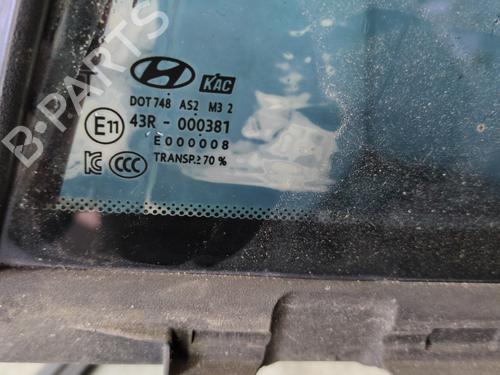 KAC
DOT 748 AS2 M3 2
E11 43R - 000381
E000008
CCC TRANSP.≥70 %
B-PARTS